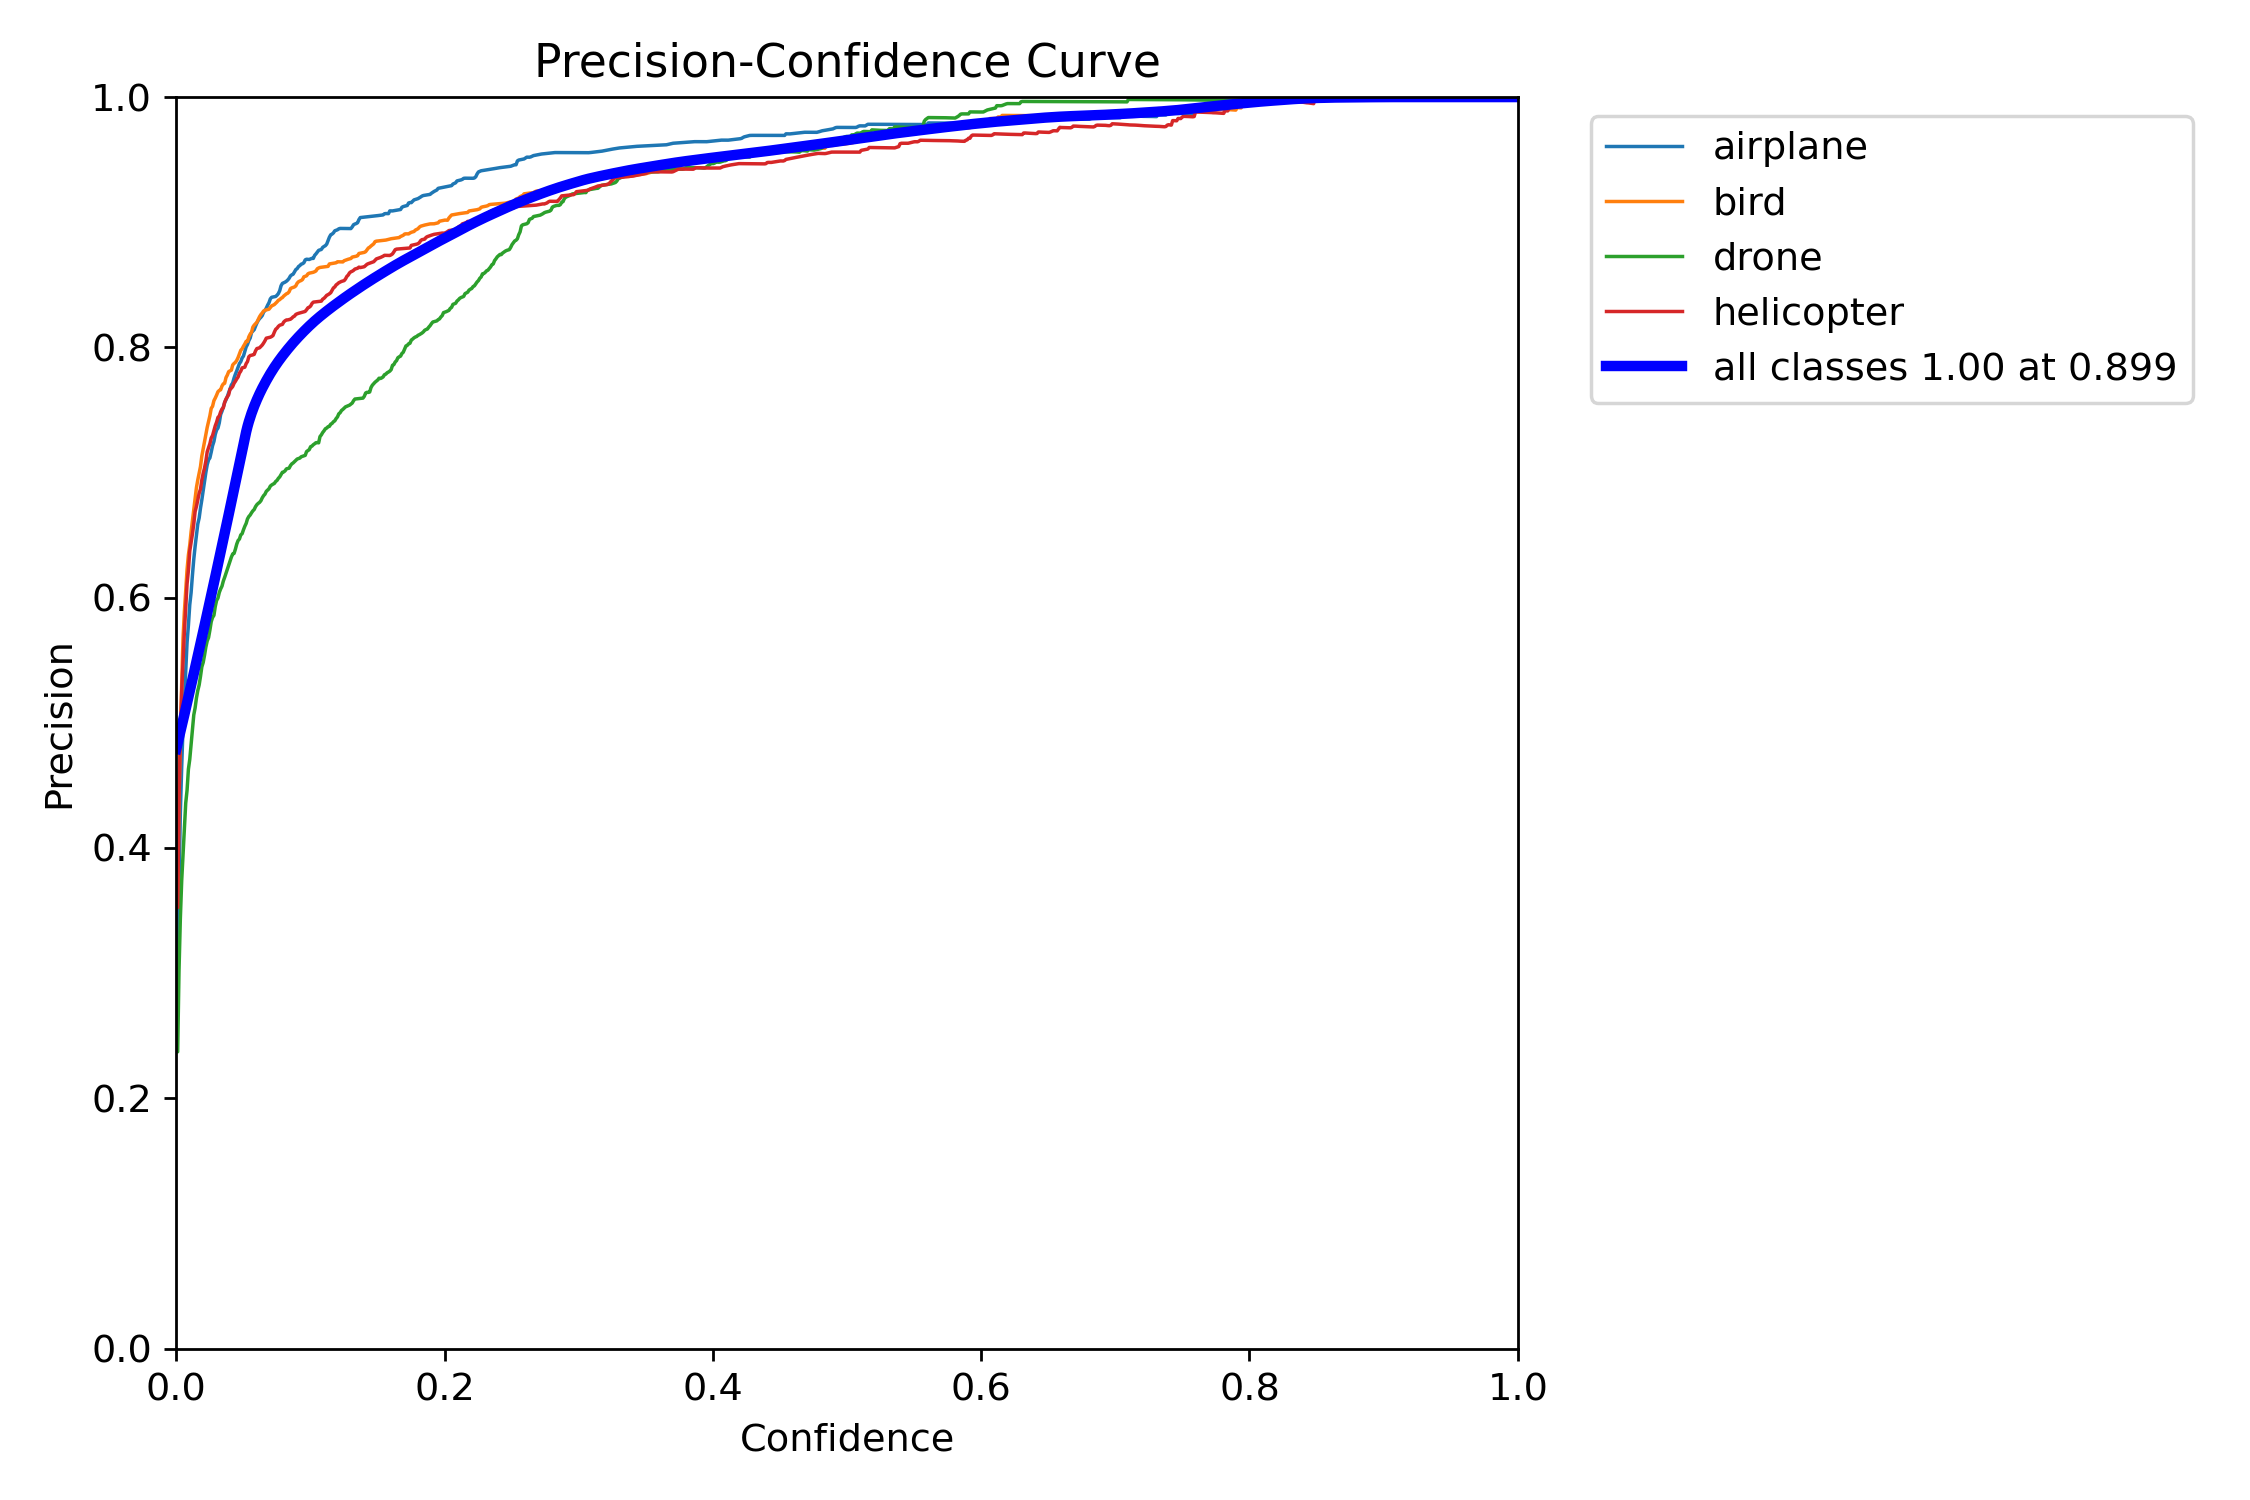 Precision-Confidence Curve
1.0
0.8
0.6
0.4
0.2
0.0
Precision
0.0 0.2 0.4 0.6 0.8 1.0
Confidence
airplane
bird
drone
helicopter
all classes 1.00 at 0.899